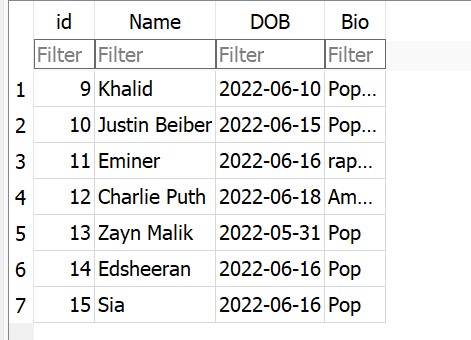 id Name DOB Bio
Filter Filter Filter Filter
1 9 Khalid 2022-06-10 Pop...
2 10 Justin Beiber 2022-06-15 Pop...
3 11 Eminer 2022-06-16 rap...
4 12 Charlie Puth 2022-06-18 Am...
5 13 Zayn Malik 2022-05-31 Pop
6 14 Edsheeran 2022-06-16 Pop
7 15 Sia 2022-06-16 Pop